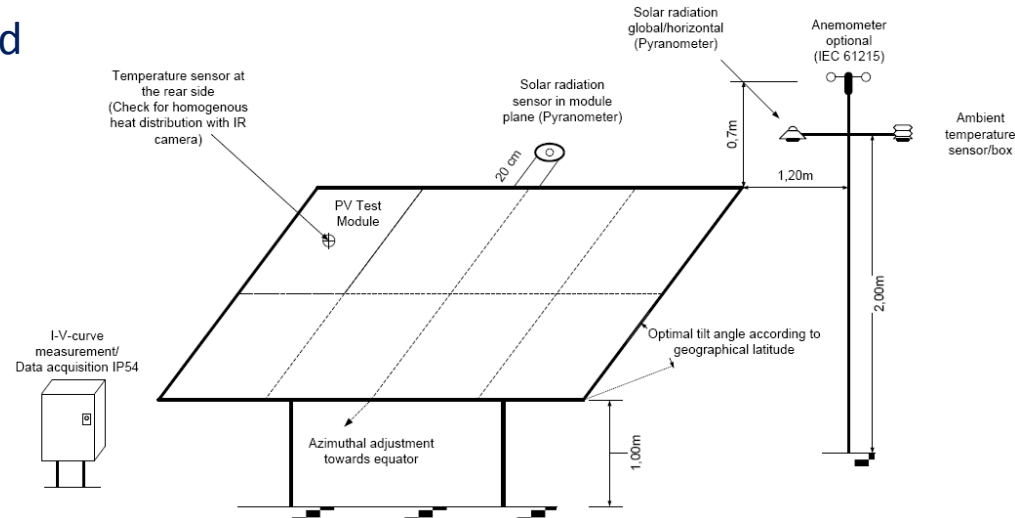 d
Solar radiation
global/horizontal
(Pyranometer)
Anemometer
optional
(IEC 61215)
Temperature sensor at
the rear side
(Check for homogenous
heat distribution with IR
camera)
Solar radiation
sensor in module
plane (Pyranometer)
Ambient
temperature
sensor/box
0,7m
20 cm
1,20m
PV Test
Module
2,00m
I-V-curve
measurement/
Data acquisition IP54
Optimal tilt angle according to
geographical latitude
Azimuthal adjustment
towards equator
1,00m